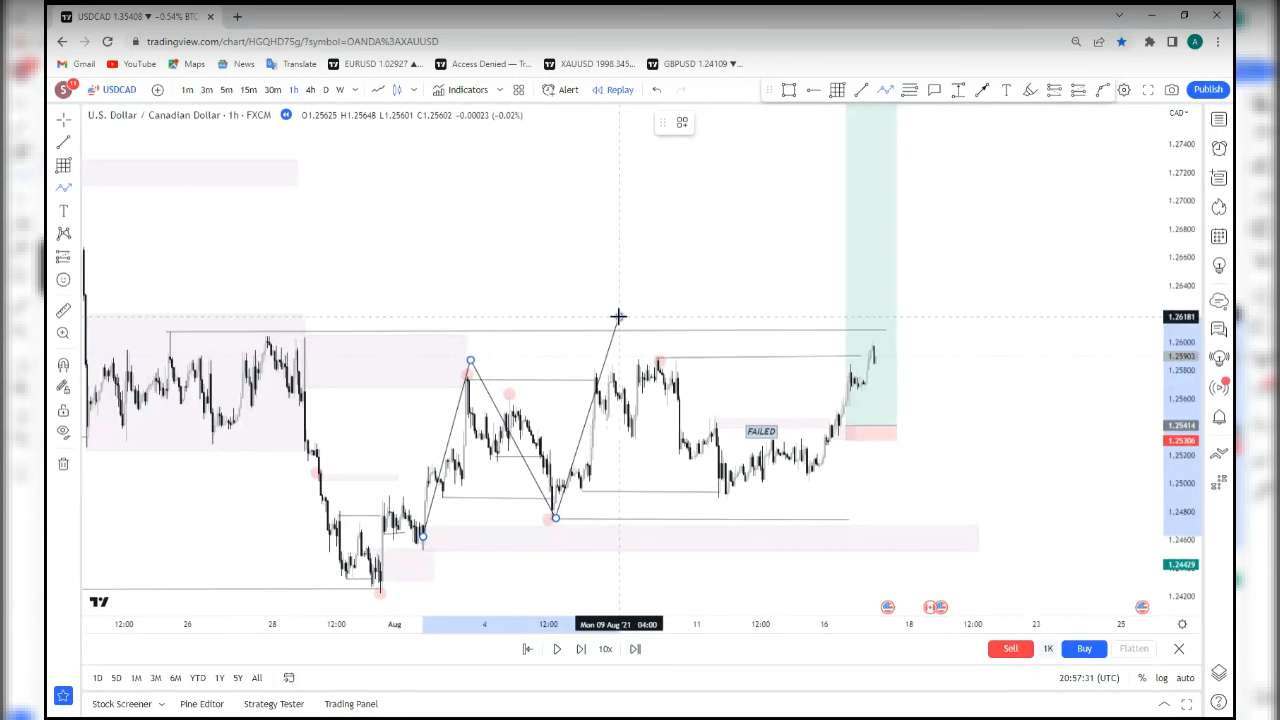 USDCAD 1.35408 ▼ −0.54% BTC
tradingview.com/chart/HGQHD75g/?symbol=OANDA%3AXAUUSD
A
Gmail YouTube Maps News Translate EURUSD 1.02927 ▲... Access Denied — Tr... XAUUSD 1998.345... GBPUSD 1.24109 ▼...
S 11 USDCAD 1m 3m 5m 15m 30m 1h 4h D W Indicators Alert Replay T Publish
U.S. Dollar / Canadian Dollar · 1h · FXCM O1.25625 H1.25648 L1.25601 C1.25602 −0.00023 (−0.02%)
CAD
1.27400
1.27200
1.27000
1.26800
1.26600
1.26400
1.26181
1.26000
1.25903
1.25800
1.25600
1.25414
1.25306
1.25200
1.25000
1.24800
1.24600
1.24429
1.24200
FAILED
12:00 26 28 12:00 Aug 4 12:00 Mon 09 Aug '21 04:00 11 12:00 16 18 12:00 23 25
10x Sell 1K Buy Flatten
1D 5D 1M 3M 6M YTD 1Y 5Y All 20:57:31 (UTC) % log auto
Stock Screener Pine Editor Strategy Tester Trading Panel